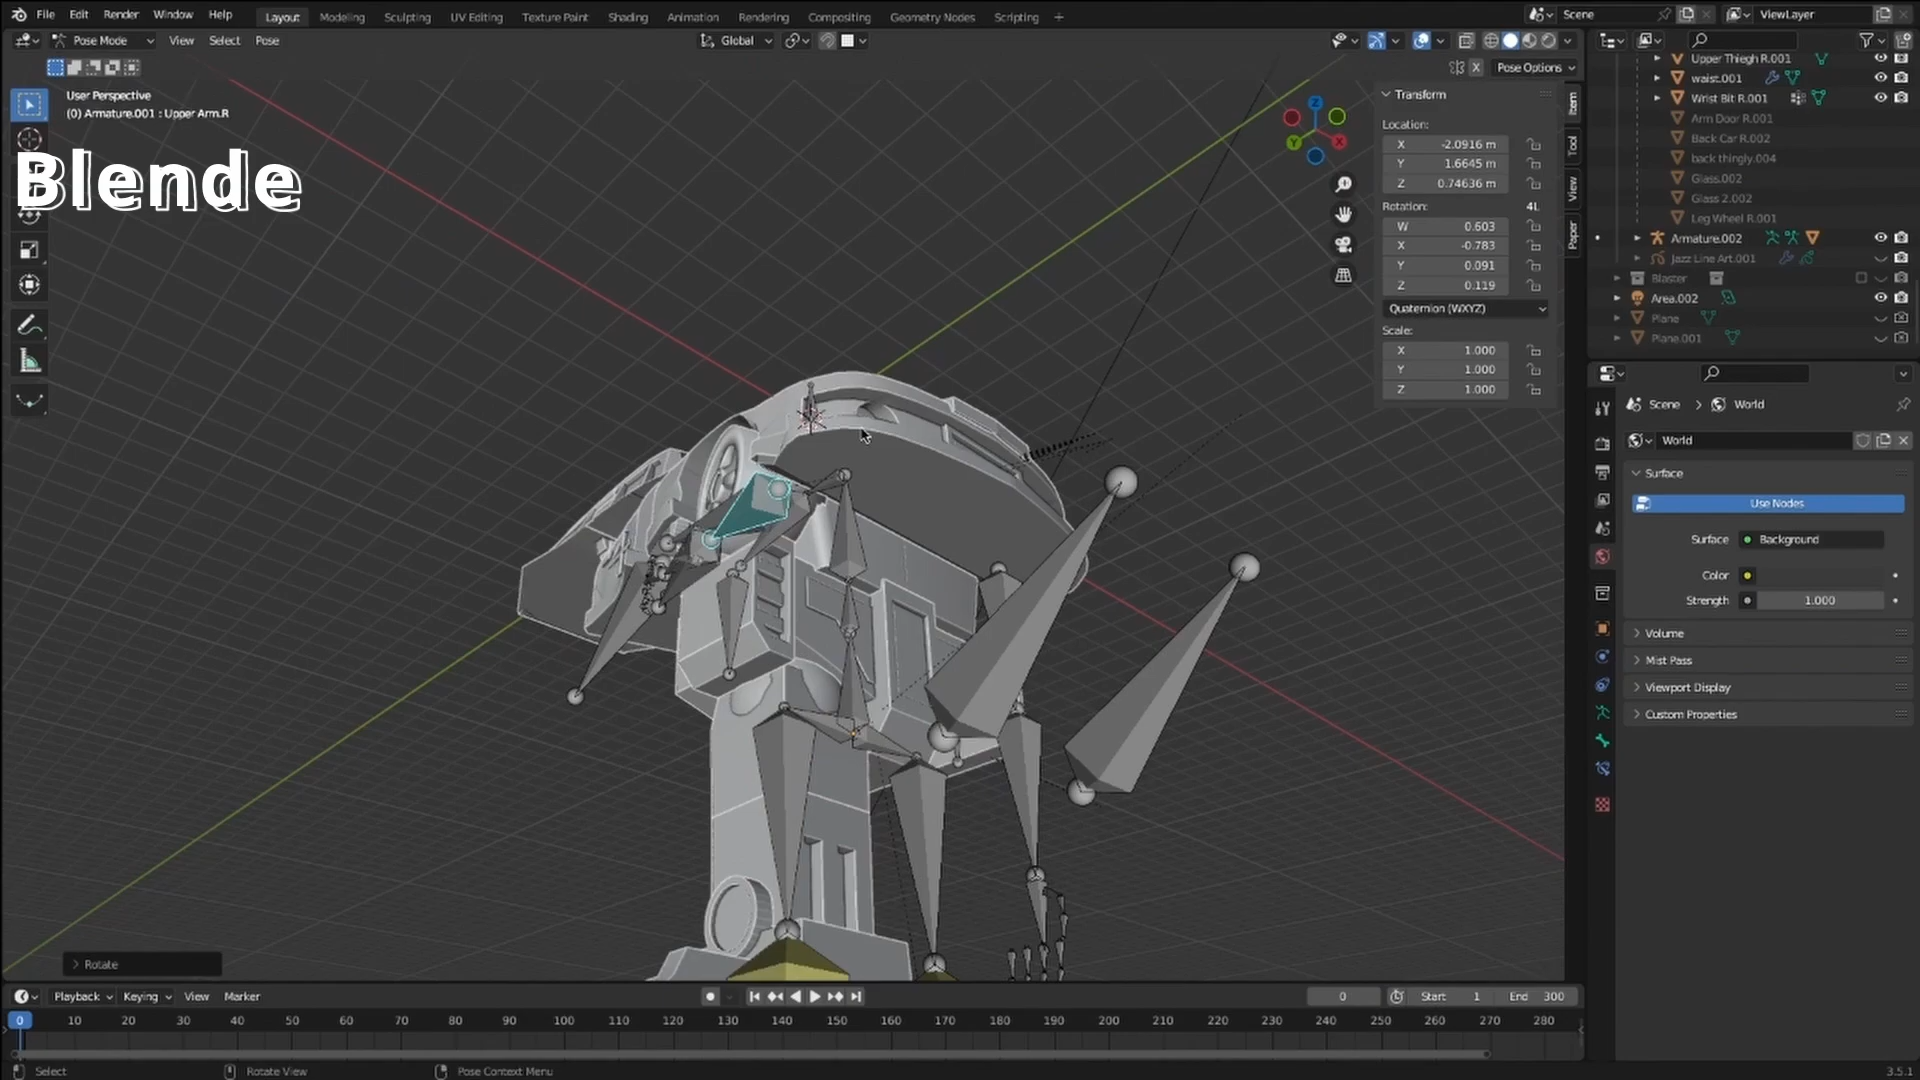 File Edit Render Window Help Layout Modeling Sculpting UV Editing Texture Paint Shading Animation Rendering Compositing Geometry Nodes Scripting + Scene ViewLayer
Pose Mode View Select Pose Global
X Pose Options
User Perspective
(0) Armature.001 : Upper Arm.R
Blende
Transform
Location:
X -2.0916 m
Y 1.6645 m
Z 0.74636 m
Rotation: 4L
W 0.603
X -0.783
Y 0.091
Z 0.119
Quaternion (WXYZ)
Scale:
X 1.000
Y 1.000
Z 1.000
Item
Tool
View
Paper
Z
Y
X
Upper Thiegh R.001
waist.001
Wrist Bit R.001
Arm Door R.001
Back Car R.002
back thingly.004
Glass.002
Glass 2.002
Leg Wheel R.001
Armature.002
Jazz Line Art.001
Blaster
Area.002
Plane
Plane.001
Scene > World
World
Surface
Use Nodes
Surface Background
Color
Strength 1.000
Volume
Mist Pass
Viewport Display
Custom Properties
Rotate
Playback Keying View Marker 0 Start 1 End 300
0 10 20 30 40 50 60 70 80 90 100 110 120 130 140 150 160 170 180 190 200 210 220 230 240 250 260 270 280
Select Rotate View Pose Context Menu 3.5.1